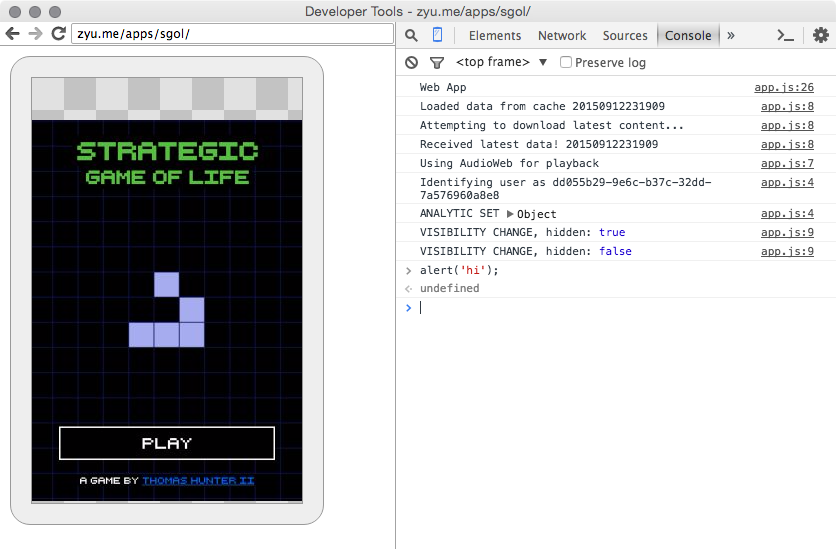 Developer Tools - zyu.me/apps/sgol/
zyu.me/apps/sgol/
Elements Network Sources Console »
<top frame> ▼ Preserve log
STRATEGIC
GAME OF LIFE
PLAY
A GAME BY THOMAS HUNTER II
Web App app.js:26
Loaded data from cache 20150912231909 app.js:8
Attempting to download latest content... app.js:8
Received latest data! 20150912231909 app.js:8
Using AudioWeb for playback app.js:7
Identifying user as dd055b29-9e6c-b37c-32dd- app.js:4
7a576960a8e8
ANALYTIC SET ▶ Object app.js:4
VISIBILITY CHANGE, hidden: true app.js:9
VISIBILITY CHANGE, hidden: false app.js:9
> alert('hi');
undefined
>